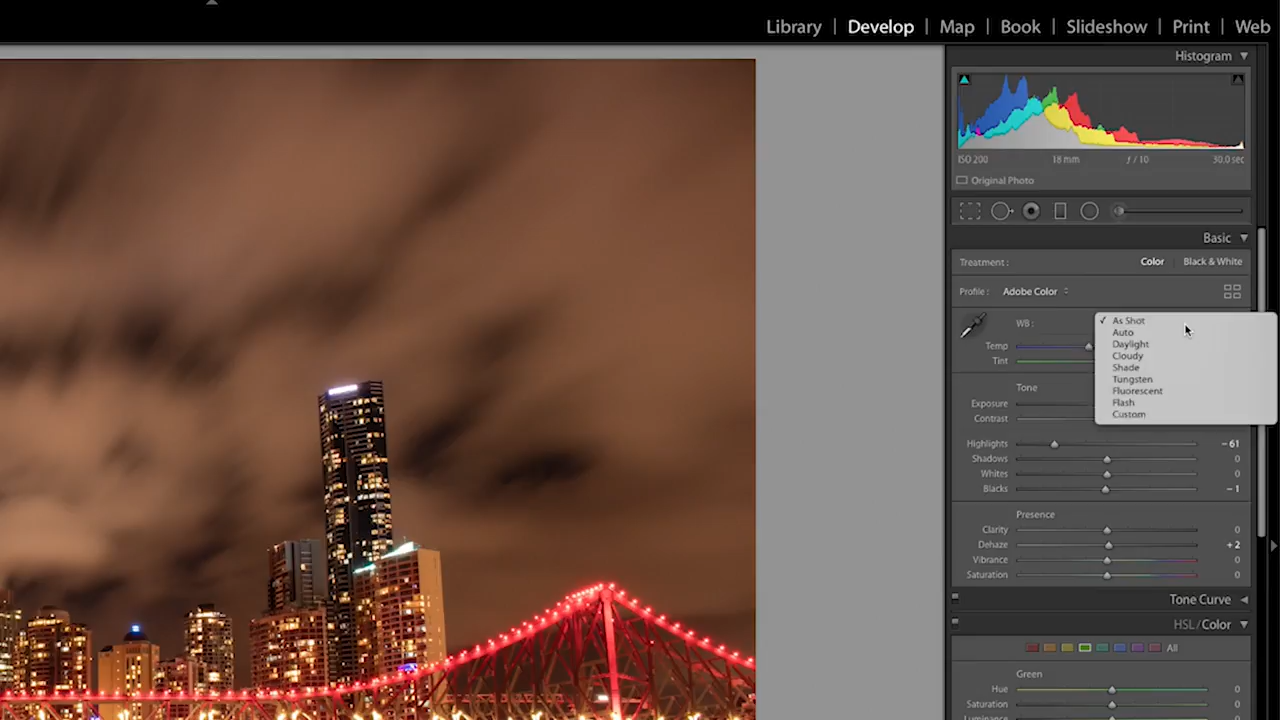 Library | Develop | Map | Book | Slideshow | Print | Web
Histogram
ISO 200 18 mm ƒ / 10 30.0 sec
Original Photo
Basic
Treatment : Color Black & White
Profile : Adobe Color
WB :
✓ As Shot
Auto
Daylight
Cloudy
Shade
Tungsten
Fluorescent
Flash
Custom
Temp
Tint
Tone
Exposure
Contrast
Highlights − 61
Shadows 0
Whites 0
Blacks − 1
Presence
Clarity 0
Dehaze + 2
Vibrance 0
Saturation 0
Tone Curve
HSL / Color
All
Green
Hue 0
Saturation 0
Luminance